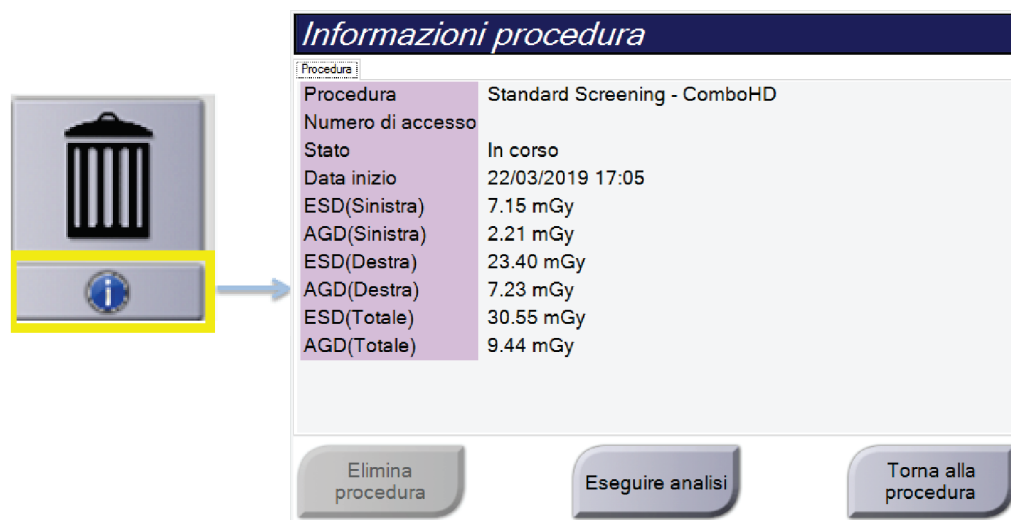 Informazioni procedura
Procedura
Procedura Standard Screening - ComboHD
Numero di accesso
Stato In corso
Data inizio 22/03/2019 17:05
ESD(Sinistra) 7.15 mGy
AGD(Sinistra) 2.21 mGy
ESD(Destra) 23.40 mGy
AGD(Destra) 7.23 mGy
ESD(Totale) 30.55 mGy
AGD(Totale) 9.44 mGy
Elimina
procedura
Eseguire analisi
Torna alla
procedura